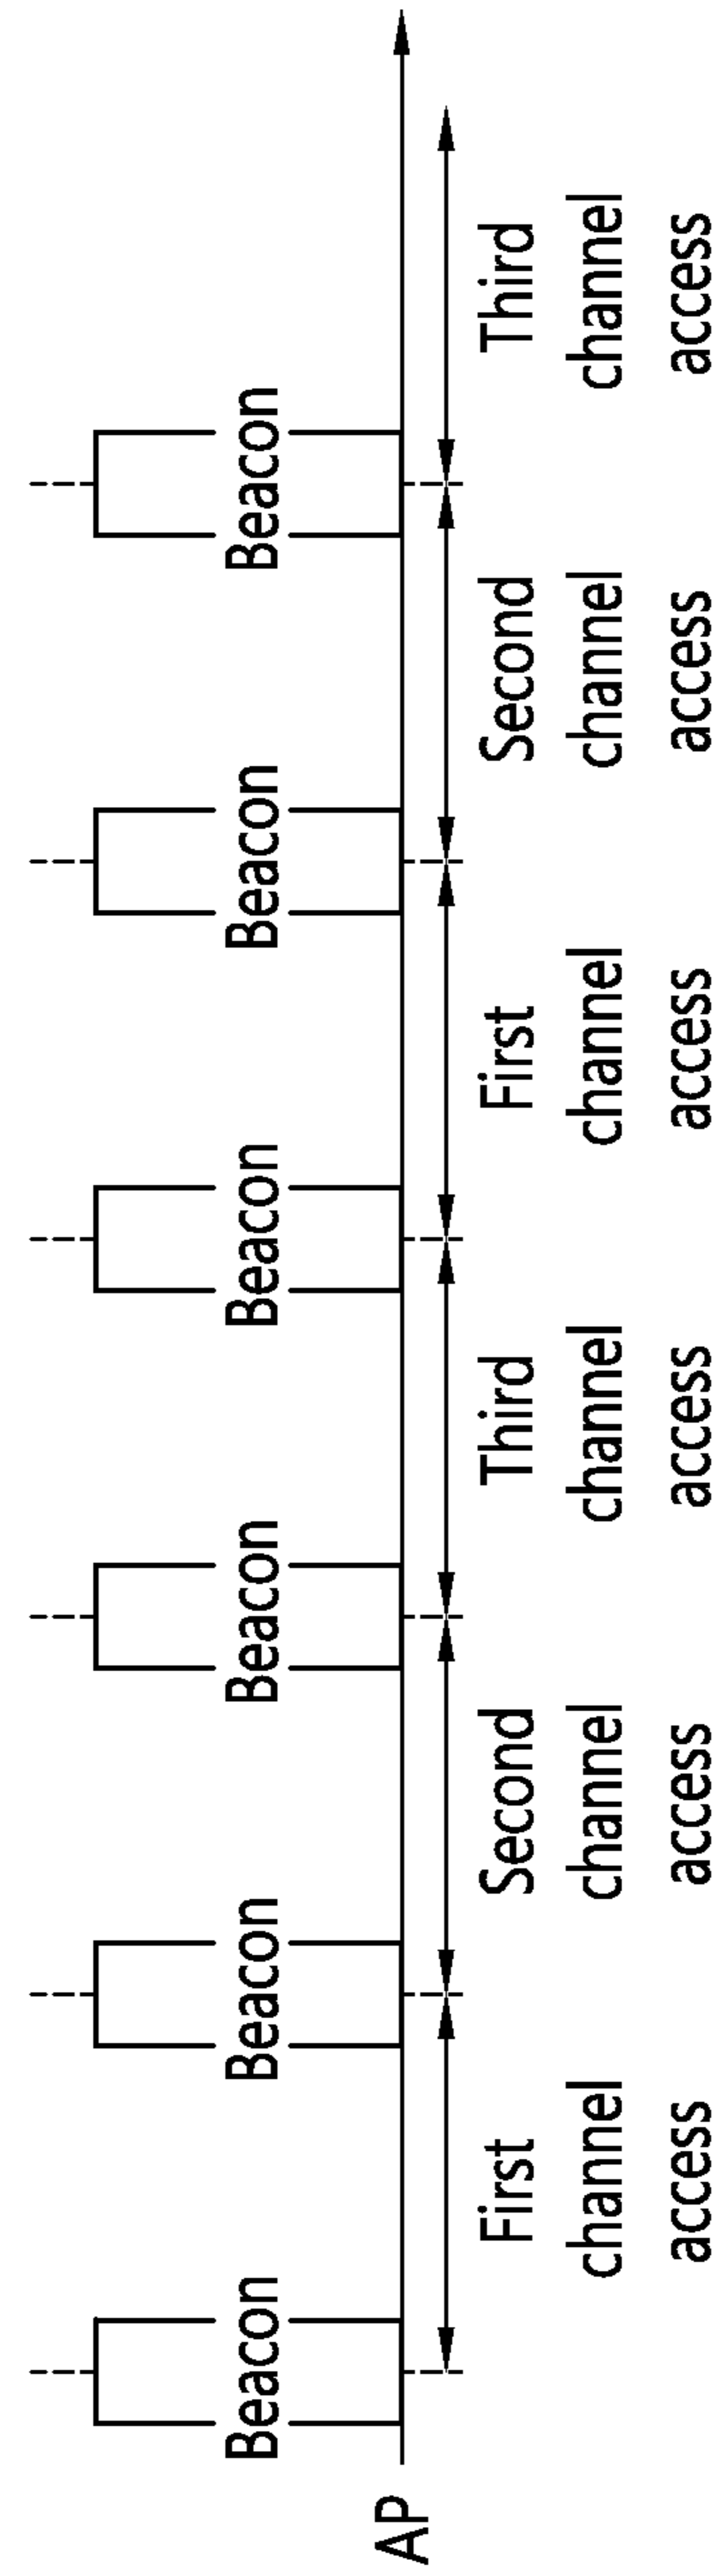 Beacon
Beacon
Beacon
Beacon
Beacon
Beacon
AP
First
channel
access
Second
channel
access
Third
channel
access
First
channel
access
Second
channel
access
Third
channel
access